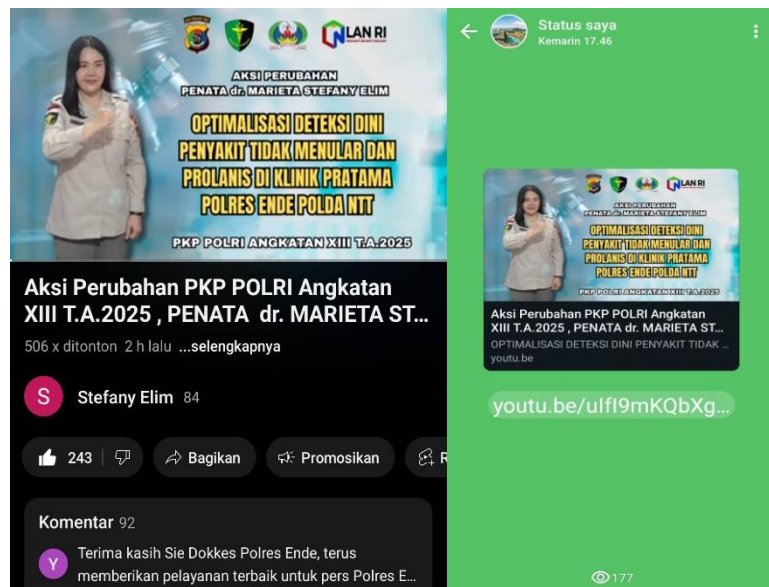 LAN RI
AKSI PERUBAHAN
PENATA dr. MARIETA STEFANY ELIM
OPTIMALISASI DETEKSI DINI
PENYAKIT TIDAK MENULAR DAN
PROLANIS DI KLINIK PRATAMA
POLRES ENDE POLDA NTT
PKP POLRI ANGKATAN XIII T.A.2025
Aksi Perubahan PKP POLRI Angkatan
XIII T.A.2025 , PENATA dr. MARIETA ST...
506 x ditonton 2 h lalu ...selengkapnya
S Stefany Elim 84
243 Bagikan Promosikan R
Komentar 92
Y Terima kasih Sie Dokkes Polres Ende, terus
memberikan pelayanan terbaik untuk pers Polres E...
Status saya
Kemarin 17.46
LAN RI
AKSI PERUBAHAN
PENATA dr. MARIETA STEFANY ELIM
OPTIMALISASI DETEKSI DINI
PENYAKIT TIDAK MENULAR DAN
PROLANIS DI KLINIK PRATAMA
POLRES ENDE POLDA NTT
PKP POLRI ANGKATAN XIII T.A.2025
Aksi Perubahan PKP POLRI Angkatan
XIII T.A.2025 , PENATA dr. MARIETA ST...
OPTIMALISASI DETEKSI DINI PENYAKIT TIDAK ...
youtu.be
youtu.be/uIfI9mKQbXg...
177